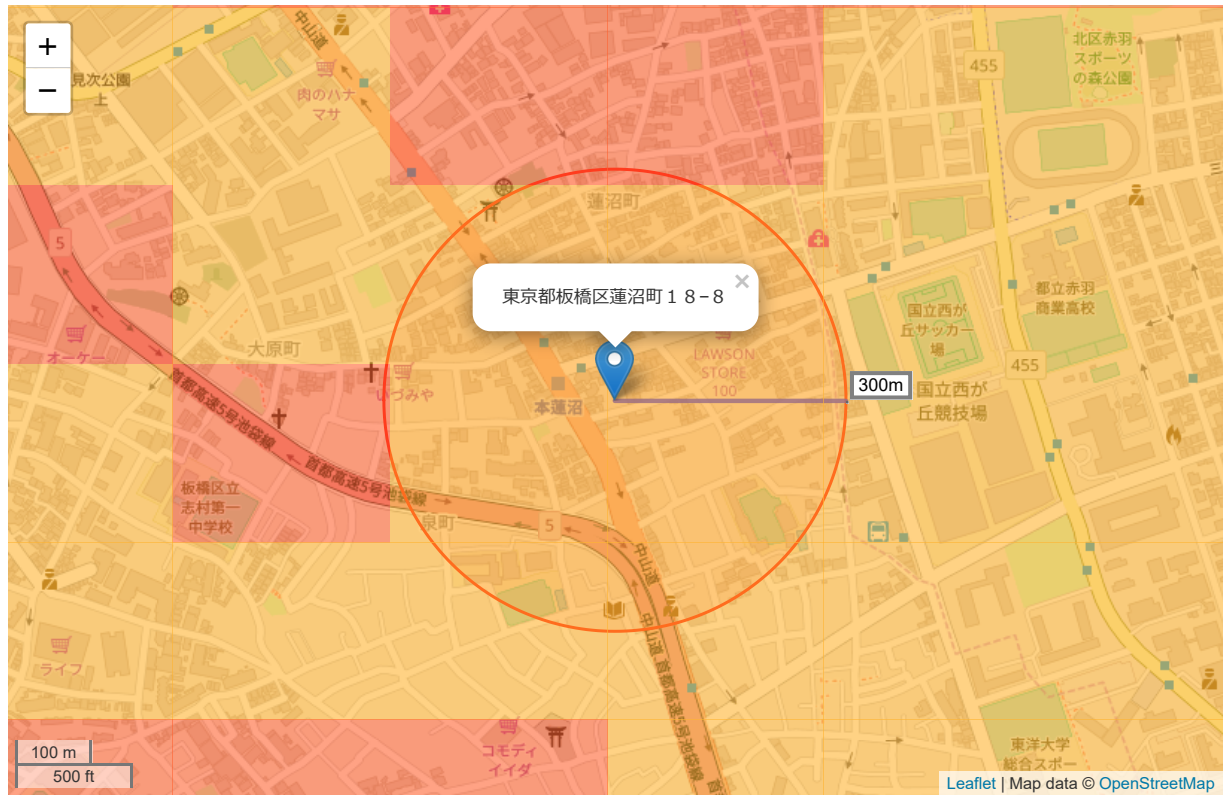 +
−
見次公園
上
中山道
肉のハナ
マサ
455
北区赤羽
スポーツ
の森公園
蓮沼町
5
東京都板橋区蓮沼町１８−８
×
オーケー
大原町
いづみや
本蓮沼
LAWSON
STORE
100
300m
国立西が
丘サッカー
場
都立赤羽
商業高校
455
国立西が
丘競技場
首都高速5号池袋線
首都高速5号池袋線
板橋区立
志村第一
中学校
泉町
5
中山道
中山道 首都高速5号池袋線
首
ライフ
コモディ
イイダ
東洋大学
総合スポー
100 m
500 ft
Leaflet | Map data © OpenStreetMap